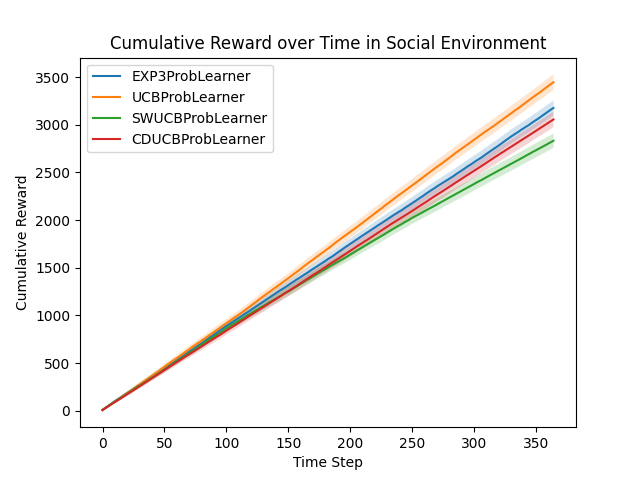 Cumulative Reward over Time in Social Environment
EXP3ProbLearner
UCBProbLearner
SWUCBProbLearner
CDUCBProbLearner
Cumulative Reward
3500
3000
2500
2000
1500
1000
500
0
0 50 100 150 200 250 300 350
Time Step